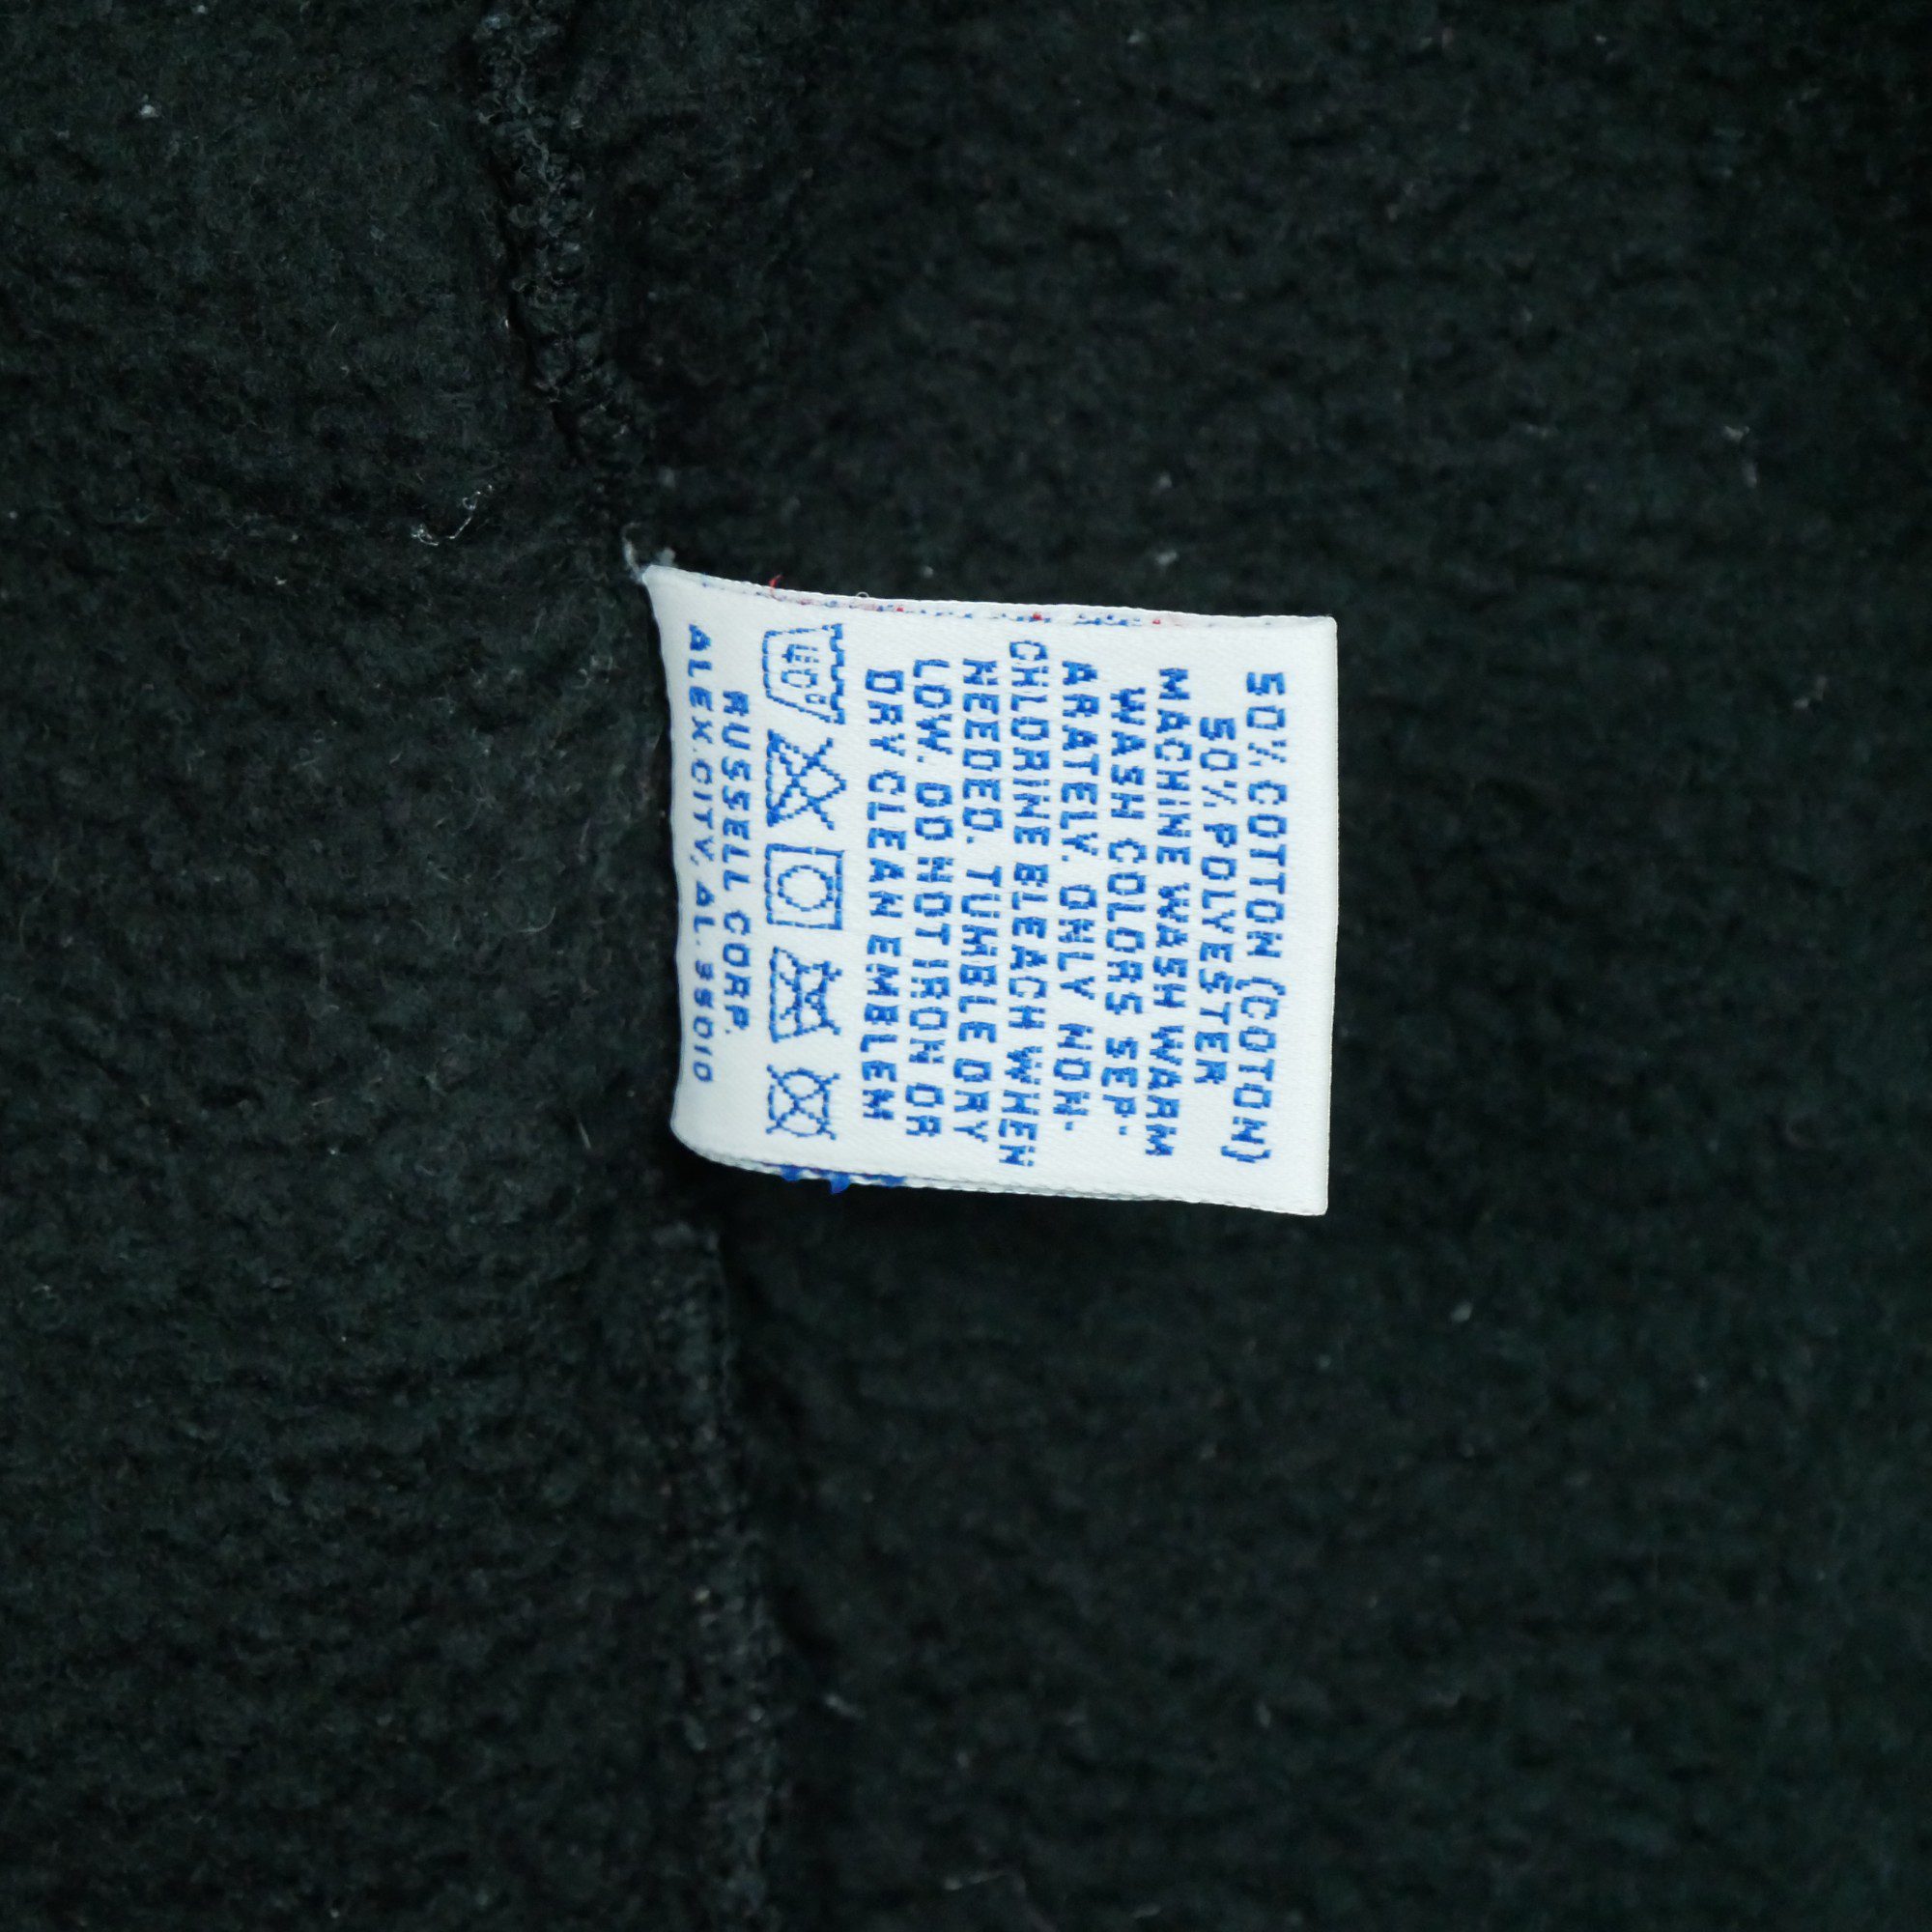 50% COTTON (COTON)
50% POLYESTER
MACHINE WASH WARM
WASH COLORS SEP-
ARATELY. ONLY NON-
CHLORINE BLEACH WHEN
NEEDED. TUMBLE DRY
LOW. DO NOT IRON OR
DRY CLEAN EMBLEM
40°
RUSSELL CORP.
ALEX.CITY, AL. 35010